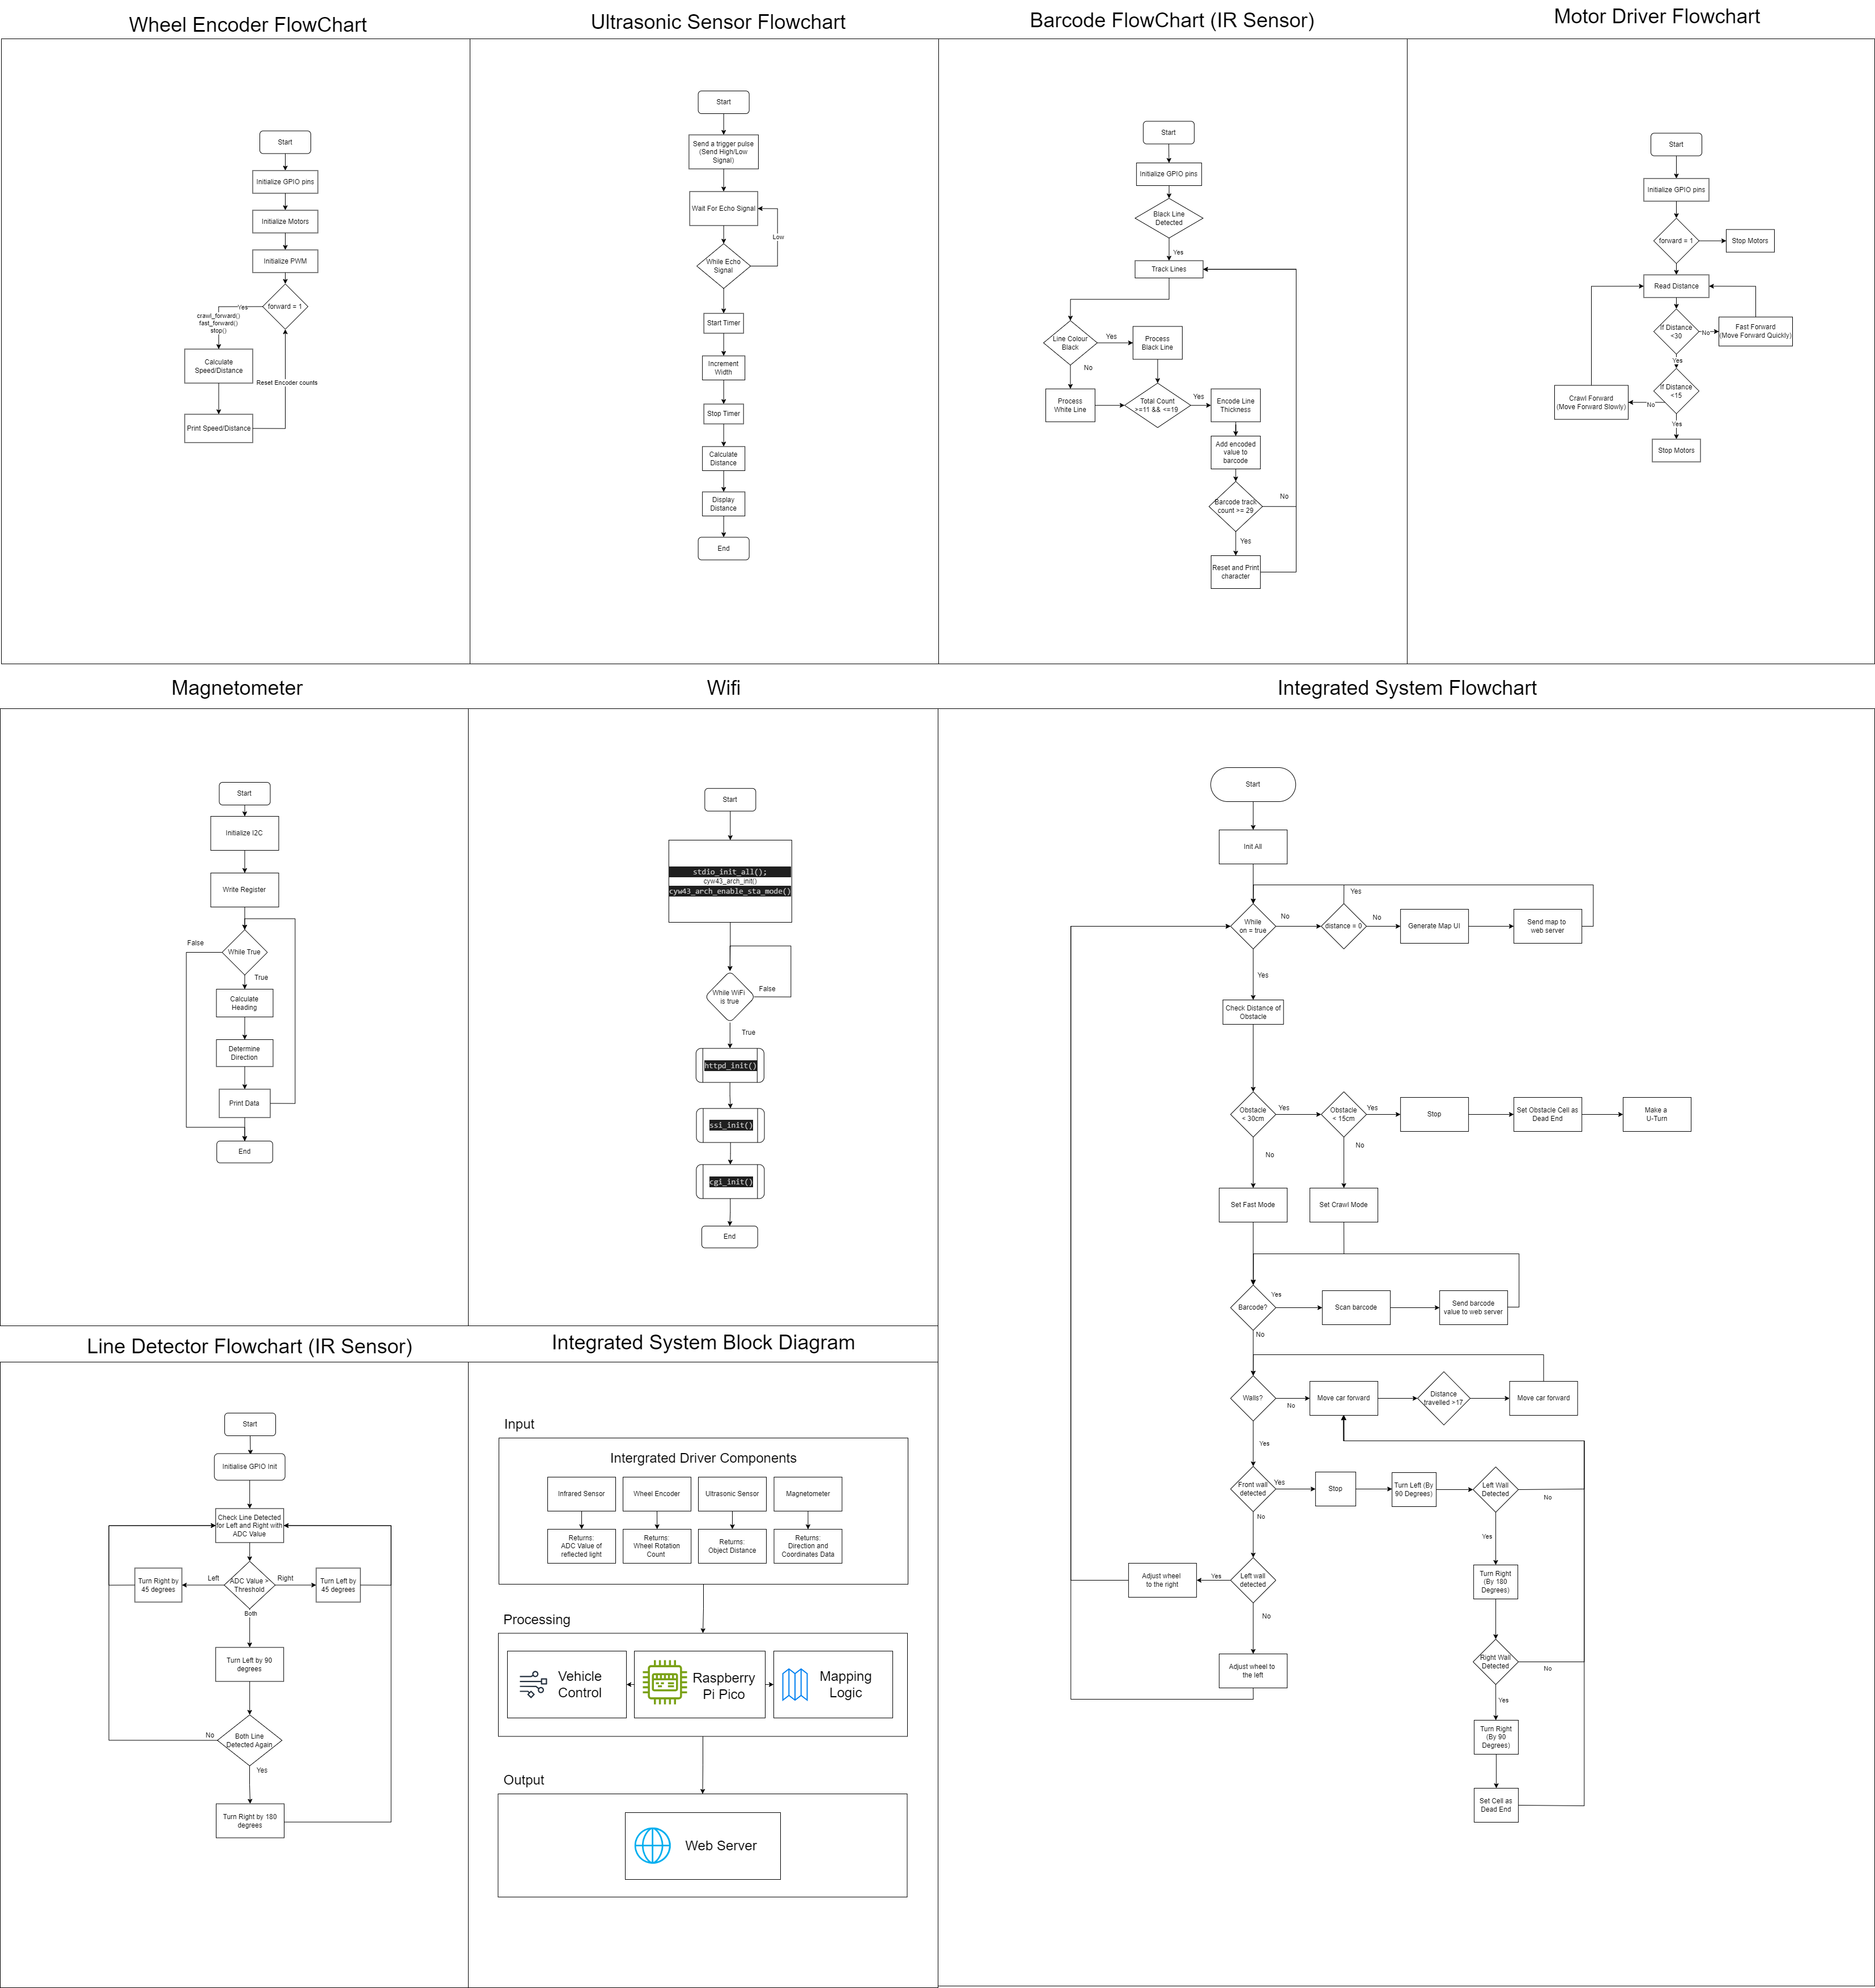 Wheel Encoder FlowChart
Start
Initialize GPIO pins
Initialize Motors
Initialize PWM
forward = 1
Yes
crawl_forward()
fast_forward()
stop()
Calculate
Speed/Distance
Reset Encoder counts
Print Speed/Distance
Ultrasonic Sensor Flowchart
Start
Send a trigger pulse
(Send High/Low
Signal)
Wait For Echo Signal
Low
While Echo
Signal
Start Timer
Increment
Width
Stop Timer
Calculate
Distance
Display
Distance
End
Barcode FlowChart (IR Sensor)
Start
Initialize GPIO pins
Black Line
Detected
Yes
Track Lines
Line Colour
Black
Yes
Process
Black Line
No
Process
White Line
Total Count
>=11 && <=19
Yes
Encode Line
Thickness
Add encoded
value to
barcode
Barcode track
count >= 29
No
Yes
Reset and Print
character
Motor Driver Flowchart
Start
Initialize GPIO pins
forward = 1
Stop Motors
Read Distance
If Distance
<30
No
Fast Forward
(Move Forward Quickly)
Yes
If Distance
<15
No
Crawl Forward
(Move Forward Slowly)
Yes
Stop Motors
Magnetometer
Start
Initialize I2C
Write Register
False
While True
True
Calculate
Heading
Determine
Direction
Print Data
End
Wifi
Start
stdio_init_all();
cyw43_arch_init()
cyw43_arch_enable_sta_mode()
While WiFi
is true
False
True
httpd_init()
ssi_init()
cgi_init()
End
Integrated System Flowchart
Start
Init All
Yes
While
on = true
No
distance = 0
No
Generate Map UI
Send map to
web server
Yes
Check Distance of
Obstacle
Obstacle
< 30cm
Yes
Obstacle
< 15cm
Yes
Stop
Set Obstacle Cell as
Dead End
Make a
U-Turn
No
No
Set Fast Mode
Set Crawl Mode
Barcode?
Yes
Scan barcode
Send barcode
value to web server
No
Walls?
No
Move car forward
Distance
travelled >17
Move car forward
Yes
Front wall
detected
Yes
Stop
Turn Left (By
90 Degrees)
Left Wall
Detected
No
No
Yes
Adjust wheel
to the right
Yes
Left wall
detected
Turn Right
(By 180
Degrees)
No
Adjust wheel to
the left
Right Wall
Detected
No
Yes
Turn Right
(By 90
Degrees)
Set Cell as
Dead End
Line Detector Flowchart (IR Sensor)
Start
Initialise GPIO Init
Check Line Detected
for Left and Right with
ADC Value
Turn Right by
45 degrees
Left
ADC Value >
Threshold
Right
Turn Left by
45 degrees
Both
Turn Left by 90
degrees
No
Both Line
Detected Again
Yes
Turn Right by 180
degrees
Integrated System Block Diagram
Input
Intergrated Driver Components
Infrared Sensor
Wheel Encoder
Ultrasonic Sensor
Magnetometer
Returns:
ADC Value of
reflected light
Returns:
Wheel Rotation
Count
Returns:
Object Distance
Returns:
Direction and
Coordinates Data
Processing
Vehicle
Control
Raspberry
Pi Pico
Mapping
Logic
Output
Web Server